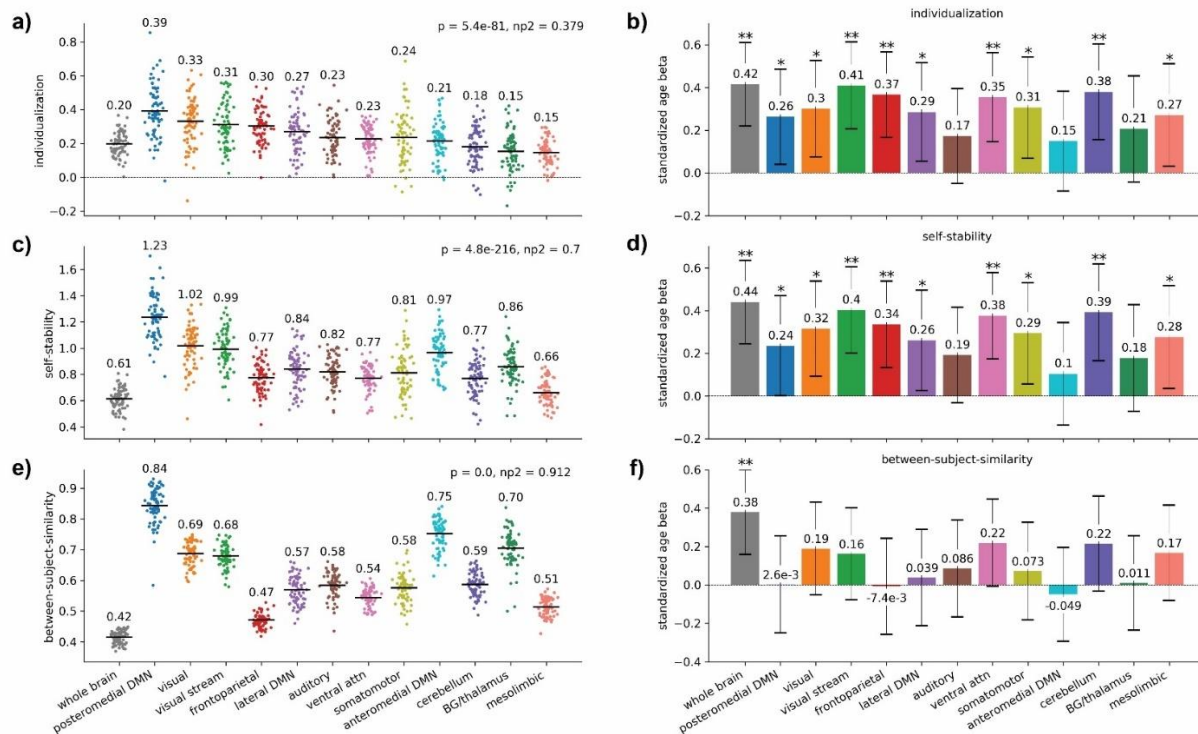 a)
p = 5.4e-81, np2 = 0.379
individualization
0.8
0.6
0.4
0.2
0.0
−0.2
0.20
0.39
0.33
0.31
0.30
0.27
0.23
0.23
0.24
0.21
0.18
0.15
0.15
b)
individualization
standardized age beta
0.6
0.4
0.2
0.0
−0.2
** * * ** ** * ** * ** *
0.42
0.26
0.3
0.41
0.37
0.29
0.17
0.35
0.31
0.15
0.38
0.21
0.27
c)
p = 4.8e-216, np2 = 0.7
self-stability
1.6
1.4
1.2
1.0
0.8
0.6
0.4
0.61
1.23
1.02
0.99
0.77
0.84
0.82
0.77
0.81
0.97
0.77
0.86
0.66
d)
self-stability
standardized age beta
0.6
0.4
0.2
0.0
−0.2
** * * ** ** * ** * ** *
0.44
0.24
0.32
0.4
0.34
0.26
0.19
0.38
0.29
0.1
0.39
0.18
0.28
e)
p = 0.0, np2 = 0.912
between-subject-similarity
0.9
0.8
0.7
0.6
0.5
0.4
0.42
0.84
0.69
0.68
0.47
0.57
0.58
0.54
0.58
0.75
0.59
0.70
0.51
whole brain
posteromedial DMN
visual
visual stream
frontoparietal
lateral DMN
auditory
ventral attn
somatomotor
anteromedial DMN
cerebellum
BG/thalamus
mesolimbic
f)
between-subject-similarity
standardized age beta
0.6
0.4
0.2
0.0
−0.2
−0.4
**
0.38
2.6e-3
0.19
0.16
-7.4e-3
0.039
0.086
0.22
0.073
-0.049
0.22
0.011
0.17
whole brain
posteromedial DMN
visual
visual stream
frontoparietal
lateral DMN
auditory
ventral attn
somatomotor
anteromedial DMN
cerebellum
BG/thalamus
mesolimbic